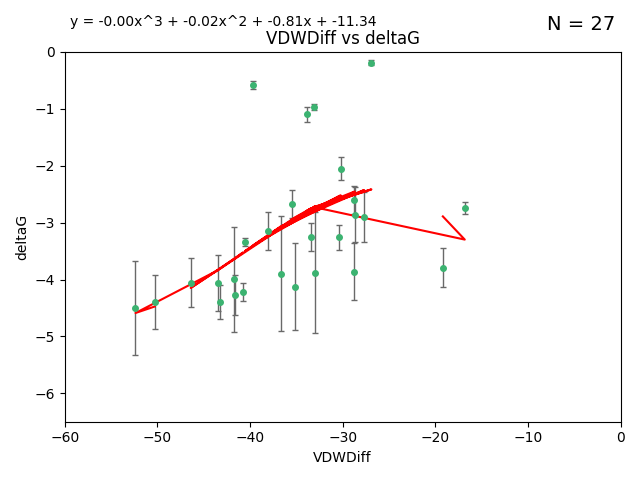 y = -0.00x^3 + -0.02x^2 + -0.81x + -11.34
N = 27
VDWDiff vs deltaG
0
−1
−2
−3
−4
−5
−6
deltaG
−60
−50
−40
−30
−20
−10
0
VDWDiff